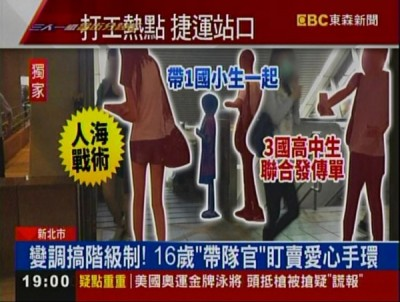 打工熱點 捷運站口
CBC 東森新聞
獨家
帶1國小生一起
人海
戰術
3國高中生
聯合發傳單
新北市
變調搞階級制! 16歲"帶隊官"盯賣愛心手環
19:00 疑點重重 美國奧運金牌泳將 頭抵槍被搶疑"謊報"